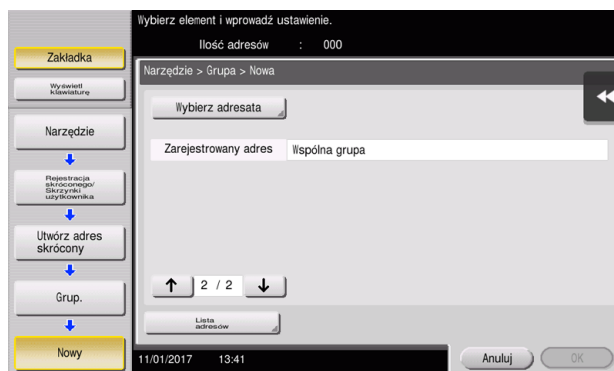 Wybierz element i wprowadź ustawienie.
Ilość adresów : 000
Zakładka
Wyświetl
klawiaturę
Narzędzie
Rejestracja
skróconego/
Skrzynki
użytkownika
Utwórz adres
skrócony
Grup.
Nowy
Narzędzie > Grupa > Nowa
Wybierz adresata
Zarejestrowany adres Wspólna grupa
2 / 2
Lista
adresów
11/01/2017 13:41
Anuluj OK